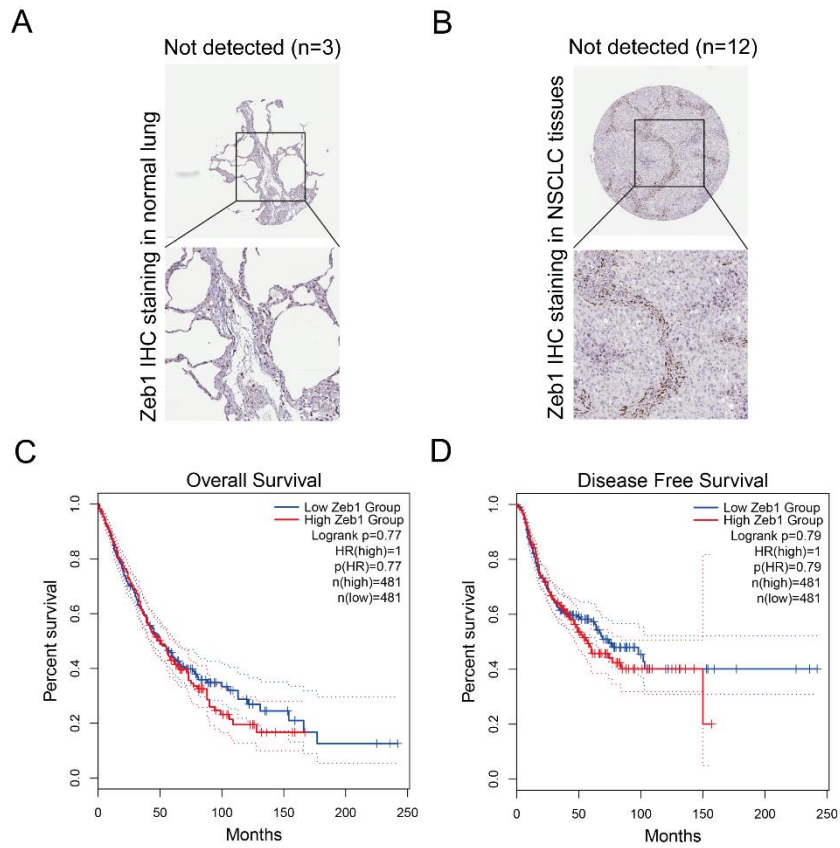 A
Not detected (n=3)
Zeb1 IHC staining in normal lung
B
Not detected (n=12)
Zeb1 IHC staining in NSCLC tissues
C
Overall Survival
Low Zeb1 Group
High Zeb1 Group
Logrank p=0.77
HR(high)=1
p(HR)=0.77
n(high)=481
n(low)=481
Percent survival
1.0
0.8
0.6
0.4
0.2
0.0
0 50 100 150 200 250
Months
D
Disease Free Survival
Low Zeb1 Group
High Zeb1 Group
Logrank p=0.79
HR(high)=1
p(HR)=0.79
n(high)=481
n(low)=481
Percent survival
1.0
0.8
0.6
0.4
0.2
0.0
0 50 100 150 200 250
Months